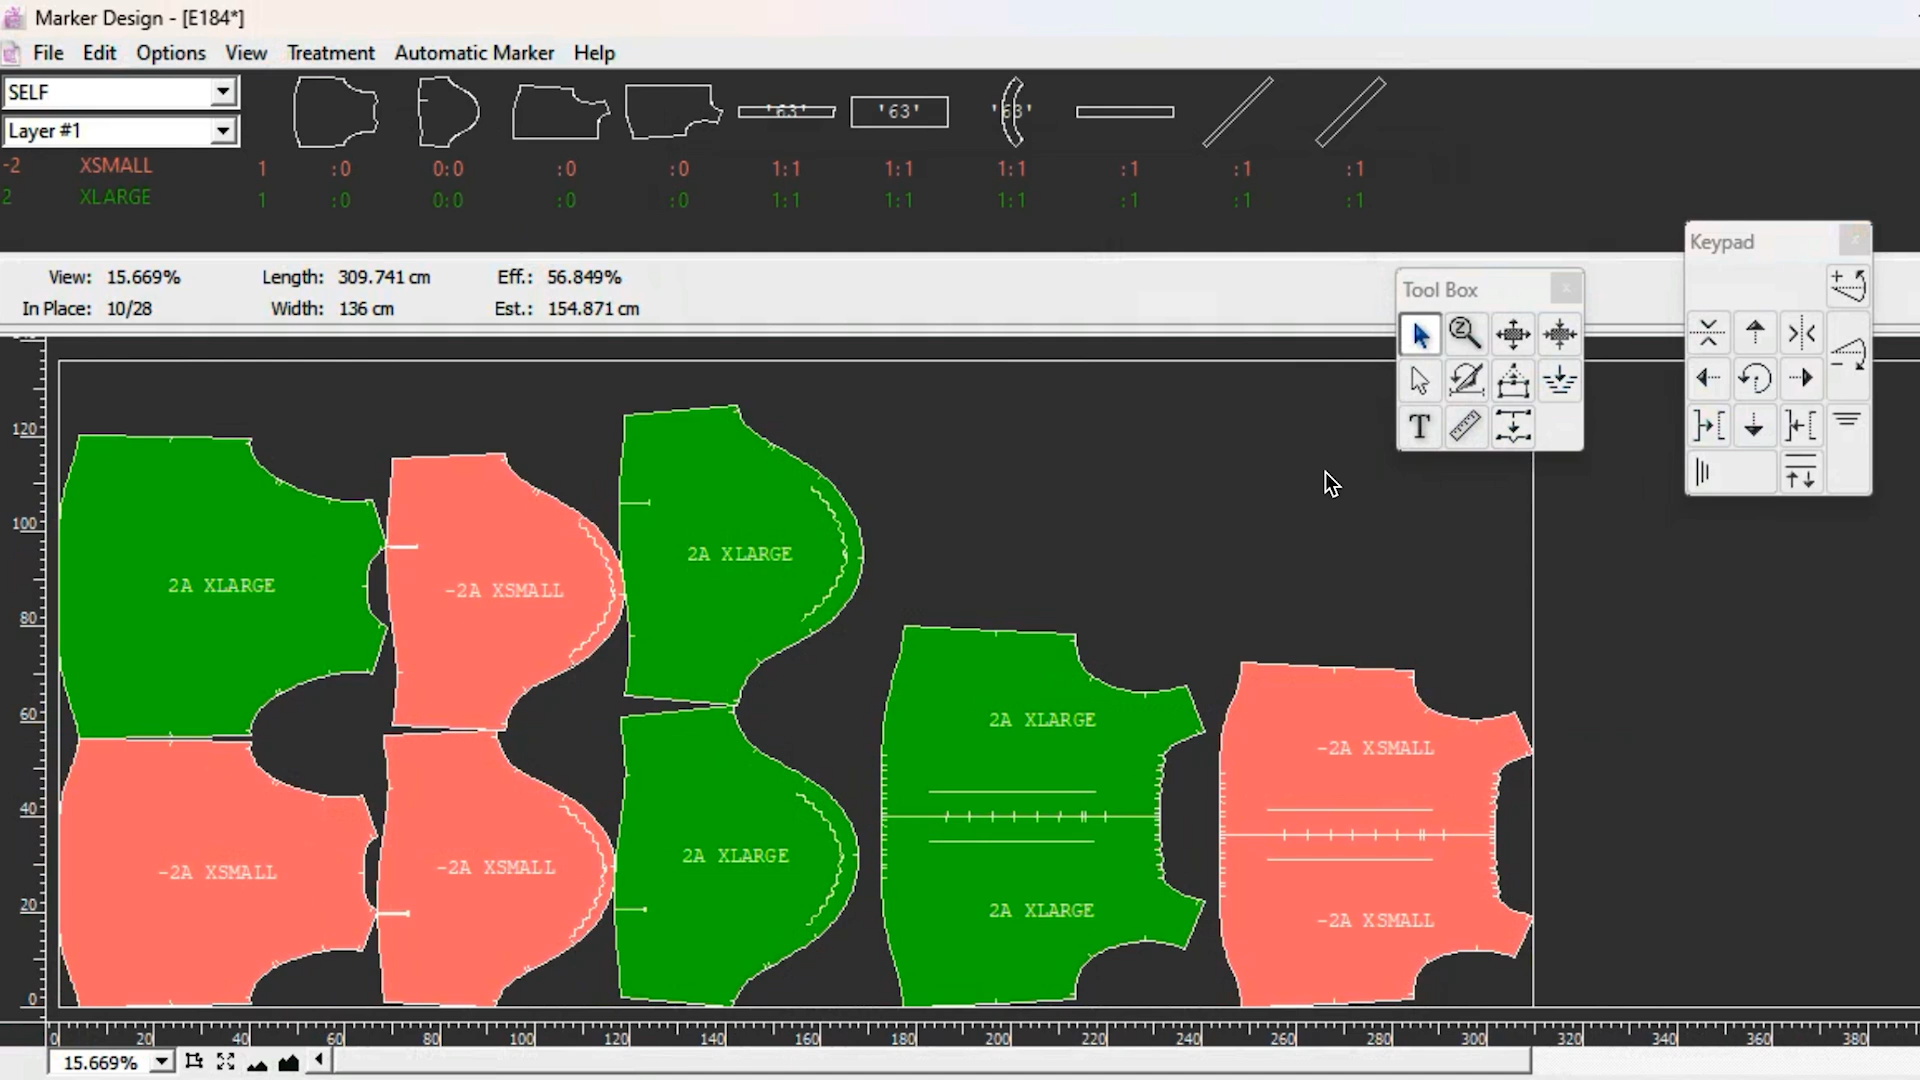 Marker Design - [E184*]
File Edit Options View Treatment Automatic Marker Help
SELF
Layer #1
'63' '63' '63'
-2 XSMALL 1 :0 0:0 :0 :0 1:1 1:1 1:1 :1 :1 :1
2 XLARGE 1 :0 0:0 :0 :0 1:1 1:1 1:1 :1 :1 :1
View: 15.669% Length: 309.741 cm Eff.: 56.849%
In Place: 10/28 Width: 136 cm Est.: 154.871 cm
Tool Box
Z
T
Keypad
120
100
80
60
40
20
0
2A XLARGE
-2A XSMALL
2A XLARGE
2A XLARGE
-2A XSMALL
-2A XSMALL
-2A XSMALL
2A XLARGE
2A XLARGE
-2A XSMALL
0 20 40 60 80 100 120 140 160 180 200 220 240 260 280 300 320 340 360 380
15.669%